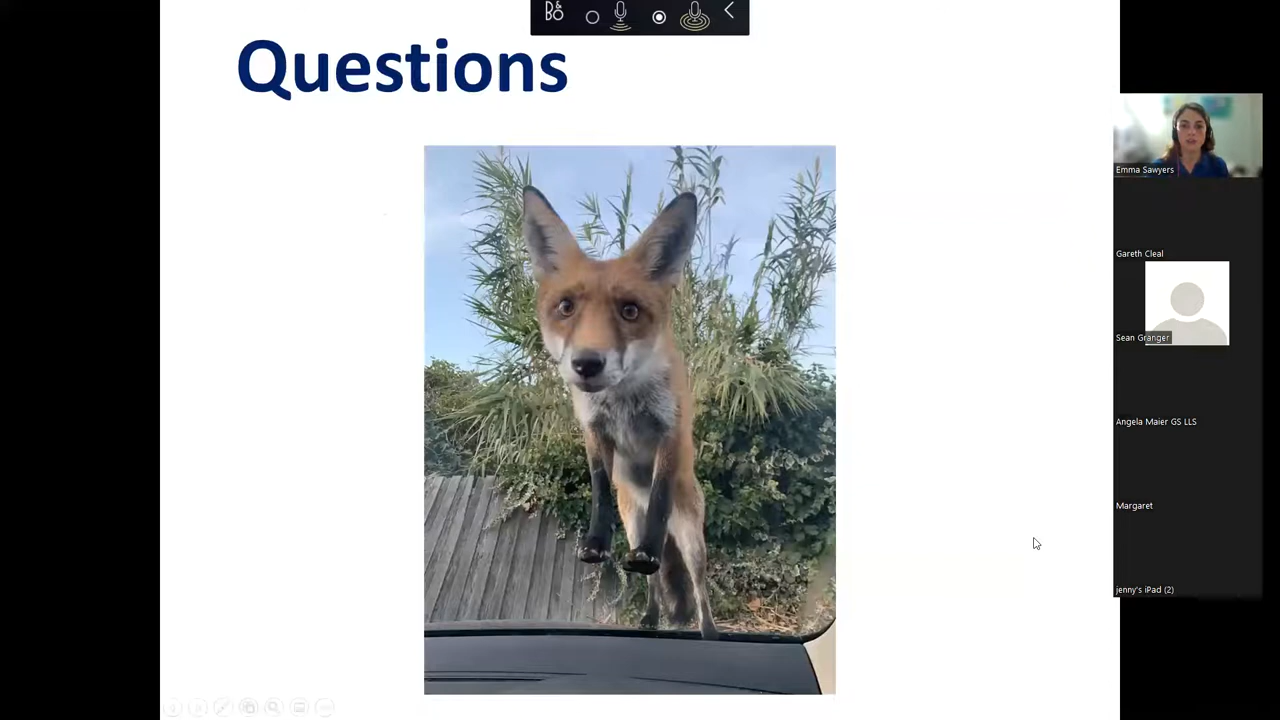 B&O
Questions
Emma Sawyers
Gareth Cleal
Sean Granger
Angela Maier GS LLS
Margaret
jenny's iPad (2)